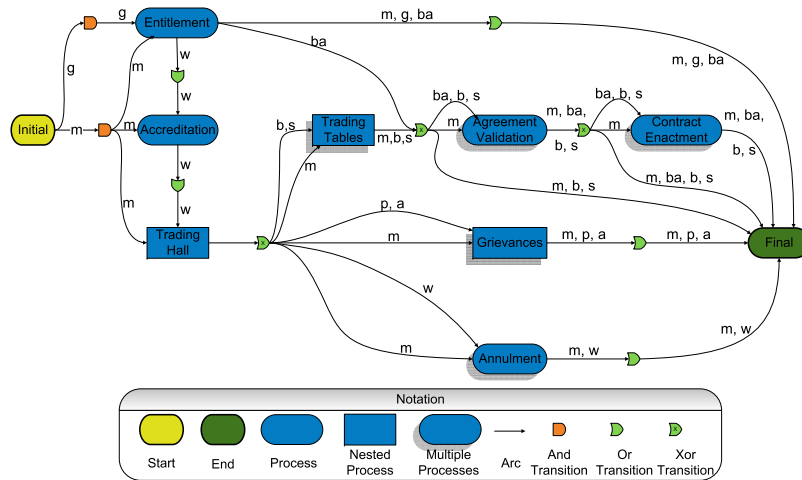 g
Entitlement
m, g, ba
ba
w
m, g, ba
g
m
w
ba, b, s
ba, b, s
Initial
m
m
Accreditation
b,s
Trading
Tables
m,b,s
x
m
Agreement
Validation
m, ba,
b, s
x
m
Contract
Enactment
m, ba,
b, s
w
m
m, b, s
m, ba, b, s
m
w
p, a
Trading
Hall
x
m
Grievances
m, p, a
m, p, a
Final
w
m, w
m
Annulment
m, w
Notation
x
Start
End
Process
Nested
Process
Multiple
Processes
Arc
And
Transition
Or
Transition
Xor
Transition